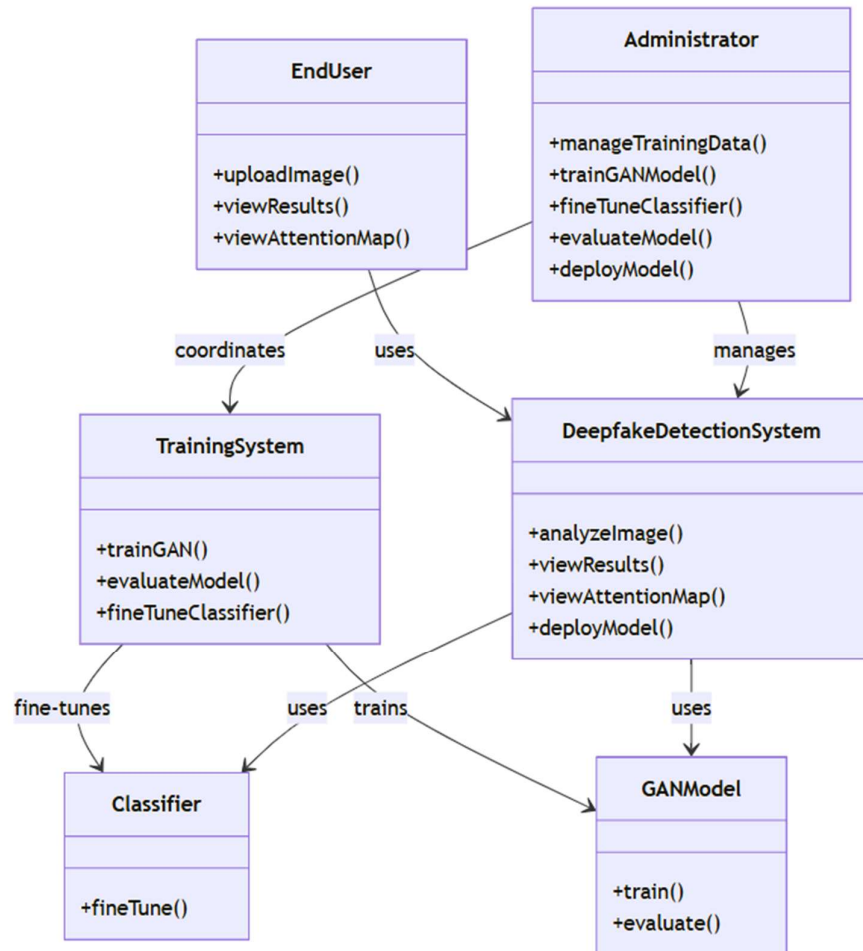 EndUser
+uploadImage()
+viewResults()
+viewAttentionMap()
Administrator
+manageTrainingData()
+trainGANModel()
+fineTuneClassifier()
+evaluateModel()
+deployModel()
coordinates
uses
manages
TrainingSystem
+trainGAN()
+evaluateModel()
+fineTuneClassifier()
DeepfakeDetectionSystem
+analyzeImage()
+viewResults()
+viewAttentionMap()
+deployModel()
fine-tunes
uses
trains
uses
Classifier
+fineTune()
GANModel
+train()
+evaluate()